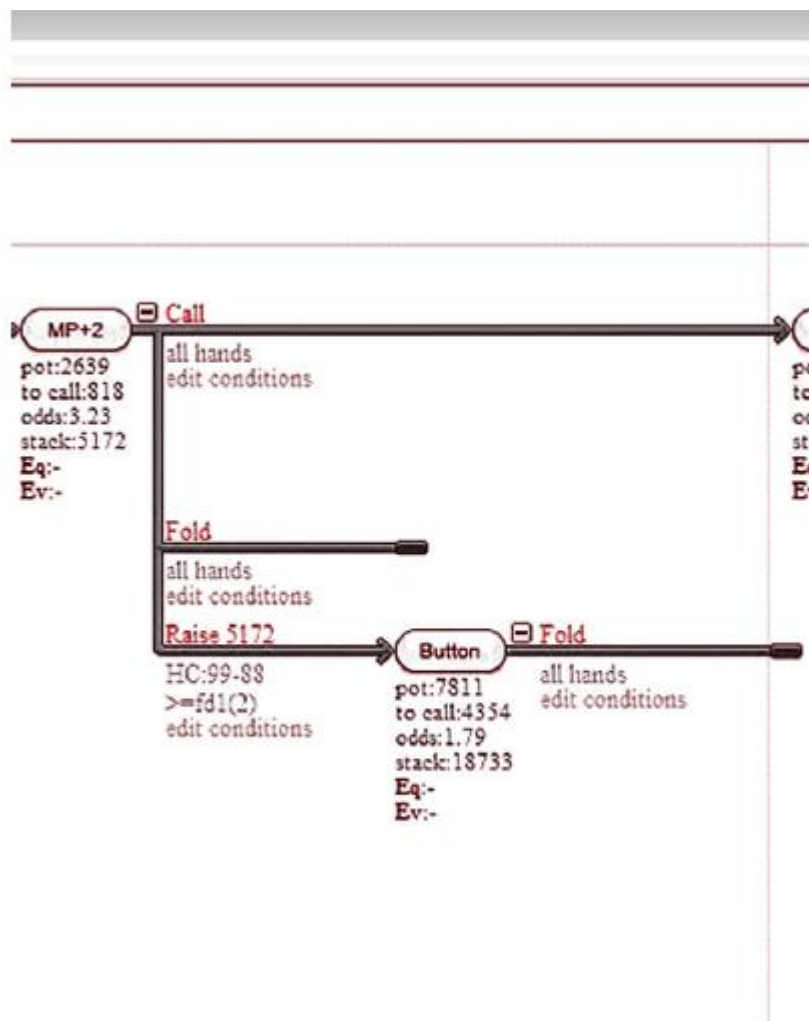 MP+2
Call
all hands
edit conditions
pot:2639
to call:818
odds:3.23
stack:5172
Eq:-
Ev:-
Fold
all hands
edit conditions
Raise 5172
HC:99-88
>=fd1(2)
edit conditions
Button
pot:7811
to call:4354
odds:1.79
stack:18733
Eq:-
Ev:-
Fold
all hands
edit conditions